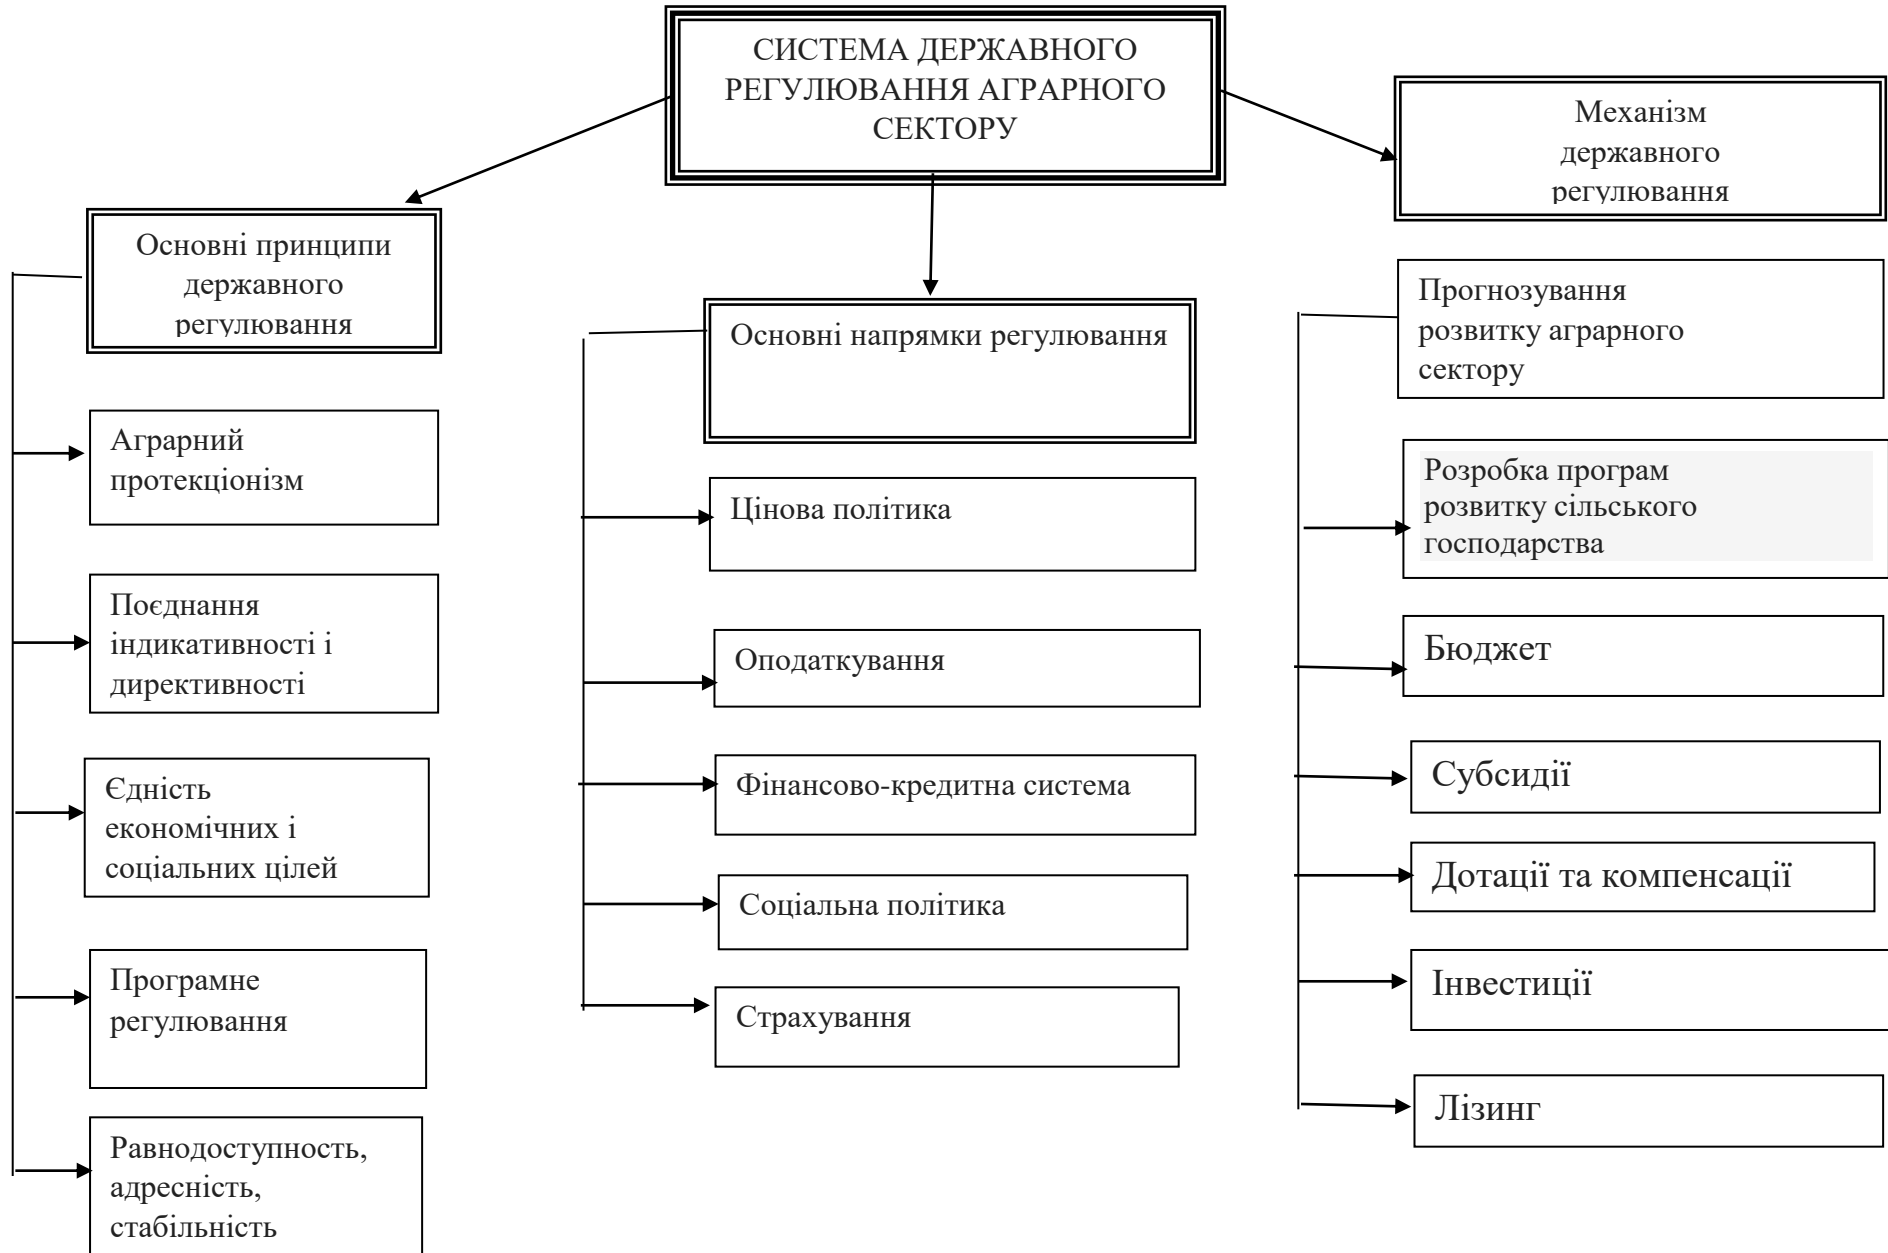 СИСТЕМА ДЕРЖАВНОГО
РЕГУЛЮВАННЯ АГРАРНОГО
СЕКТОРУ
Основні принципи
державного
регулювання
Аграрний
протекціонізм
Поєднання
індикативності і
директивності
Єдність
економічних і
соціальних цілей
Програмне
регулювання
Равнодоступность,
адресність,
стабільність
Основні напрямки регулювання
Цінова політика
Оподаткування
Фінансово-кредитна система
Соціальна політика
Страхування
Механізм
державного
регулювання
Прогнозування
розвитку аграрного
сектору
Розробка програм
розвитку сільського
господарства
Бюджет
Субсидії
Дотації та компенсації
Інвестиції
Лізинг